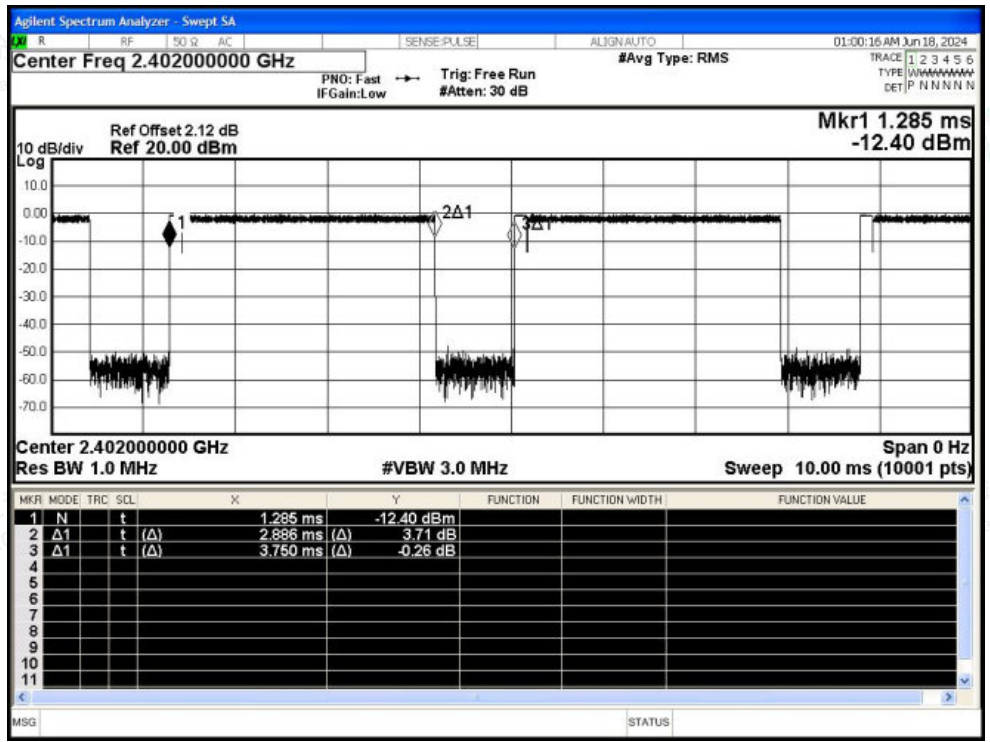 Agilent Spectrum Analyzer - Swept SA
R RF 50 Ω AC SENSE:PULSE ALIGN AUTO 01:00:16 AM Jun 18, 2024
Center Freq 2.402000000 GHz
#Avg Type: RMS
TRACE 1 2 3 4 5 6
PNO: Fast Trig: Free Run
TYPE WWWWWW
IFGain:Low #Atten: 30 dB
DET P N N N N N
Mkr1 1.285 ms
-12.40 dBm
Ref Offset 2.12 dB
10 dB/div Ref 20.00 dBm
Log
10.0
0.00
-10.0
-20.0
-30.0
-40.0
-50.0
-60.0
-70.0
1
2Δ1
3Δ1
Center 2.402000000 GHz Span 0 Hz
Res BW 1.0 MHz #VBW 3.0 MHz Sweep 10.00 ms (10001 pts)
MKR MODE TRC SCL X Y FUNCTION FUNCTION WIDTH FUNCTION VALUE
1 N t 1.285 ms -12.40 dBm
2 Δ1 t (Δ) 2.886 ms (Δ) 3.71 dB
3 Δ1 t (Δ) 3.750 ms (Δ) -0.26 dB
4
5
6
7
8
9
10
11
MSG STATUS